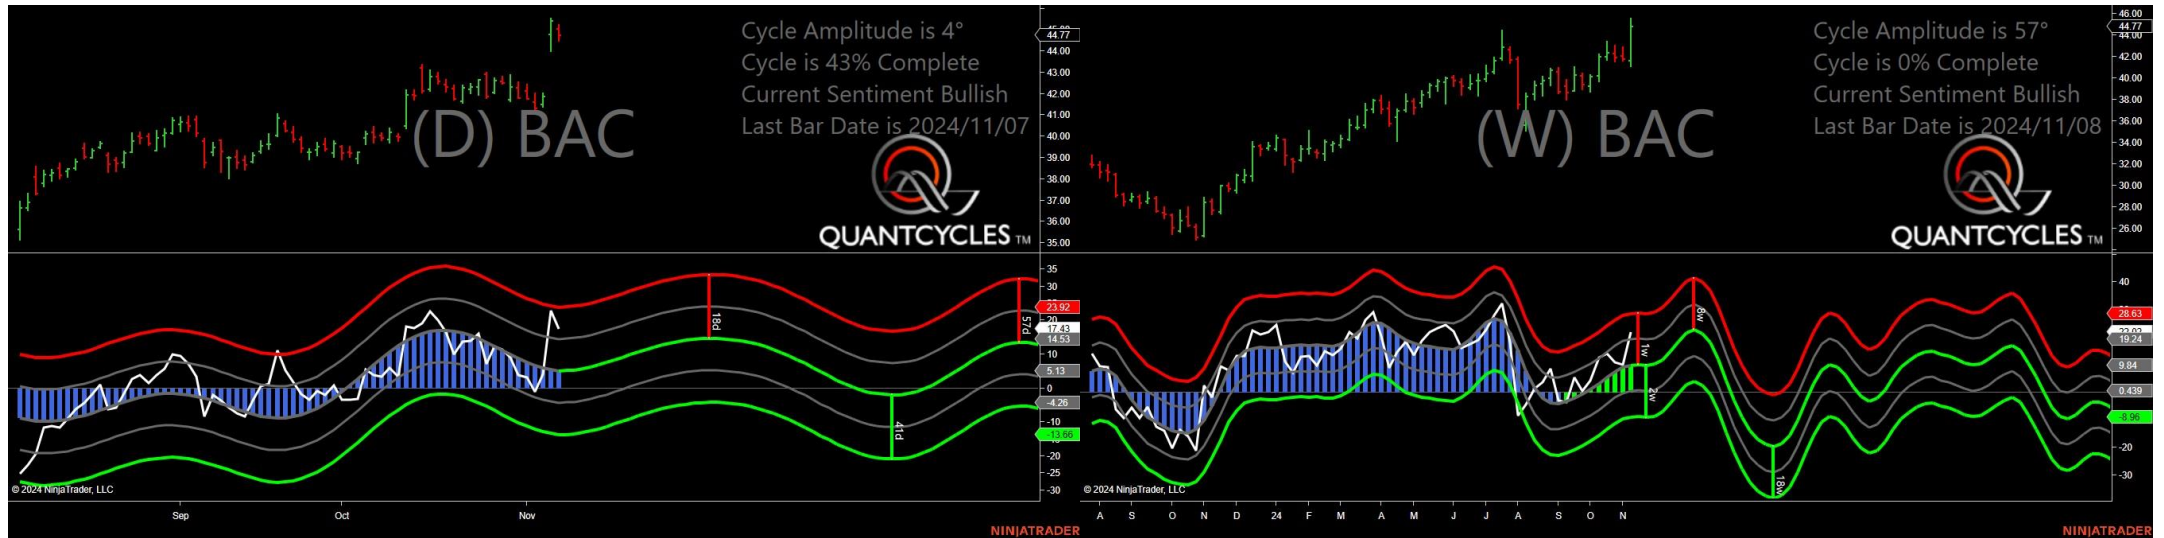 Cycle Amplitude is 4°
Cycle is 43% Complete
Current Sentiment Bullish
Last Bar Date is 2024/11/07
(D) BAC
QUANTCYCLES TM
44.77
44.00
43.00
42.00
41.00
40.00
39.00
38.00
37.00
36.00
35.00
35
30
23.92
20
17.43
14.53
10
5.13
0
-4.26
-10
-13.66
-20
-25
-30
18d
41d
57d
© 2024 NinjaTrader, LLC
Sep
Oct
Nov
NINJATRADER
Cycle Amplitude is 57°
Cycle is 0% Complete
Current Sentiment Bullish
Last Bar Date is 2024/11/08
(W) BAC
QUANTCYCLES TM
46.00
44.77
44.00
42.00
40.00
38.00
36.00
34.00
32.00
30.00
28.00
26.00
40
28.63
19.24
9.84
0.439
-8.96
-20
-30
1w
2w
8w
18w
© 2024 NinjaTrader, LLC
A S O N D 24 F M A M J J A S O N
NINJATRADER